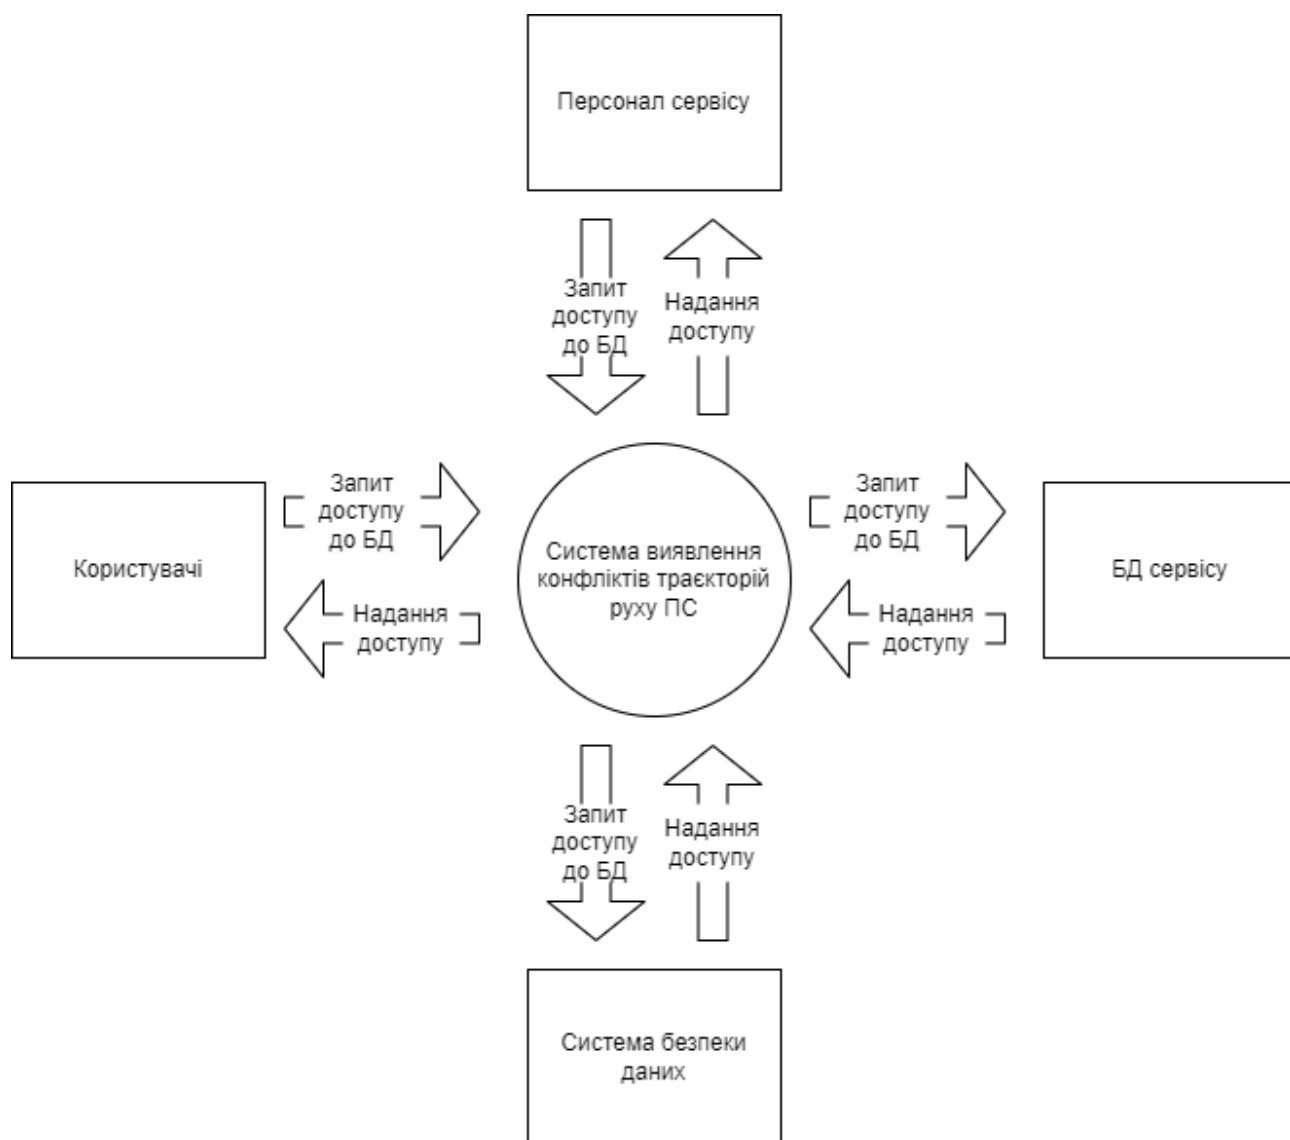 Персонал сервісу
Запит
доступу
до БД
Надання
доступу
Користувачі
Запит
доступу
до БД
Надання
доступу
Система виявлення
конфліктів траєкторій
руху ПС
Запит
доступу
до БД
Надання
доступу
БД сервісу
Запит
доступу
до БД
Надання
доступу
Система безпеки
даних